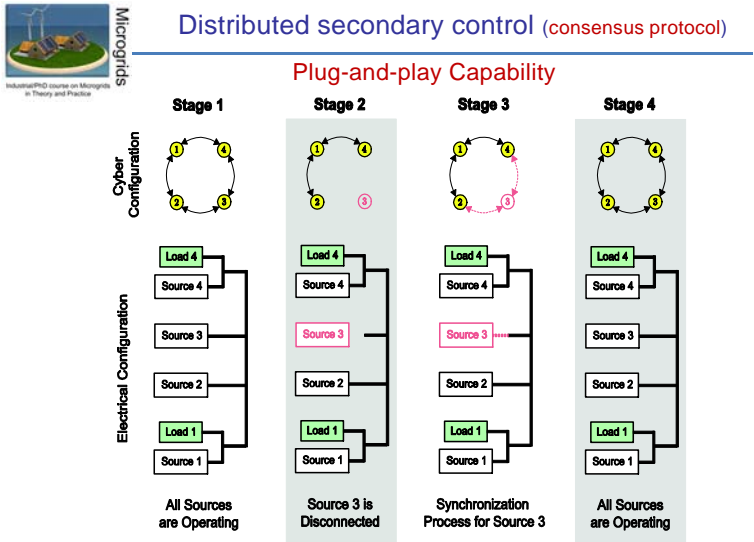 Distributed secondary control (consensus protocol)
Microgrids
Industrial/PhD course on Microgrids
in Theory and Practice
Plug-and-play Capability
Stage 1
Stage 2
Stage 3
Stage 4
Cyber
Configuration
1
4
2
3
1
4
2
3
1
4
2
3
1
4
2
3
Electrical Configuration
Load 4
Source 4
Source 3
Source 2
Load 1
Source 1
Load 4
Source 4
Source 3
Source 2
Load 1
Source 1
Load 4
Source 4
Source 3
Source 2
Load 1
Source 1
Load 4
Source 4
Source 3
Source 2
Load 1
Source 1
All Sources
are Operating
Source 3 is
Disconnected
Synchronization
Process for Source 3
All Sources
are Operating